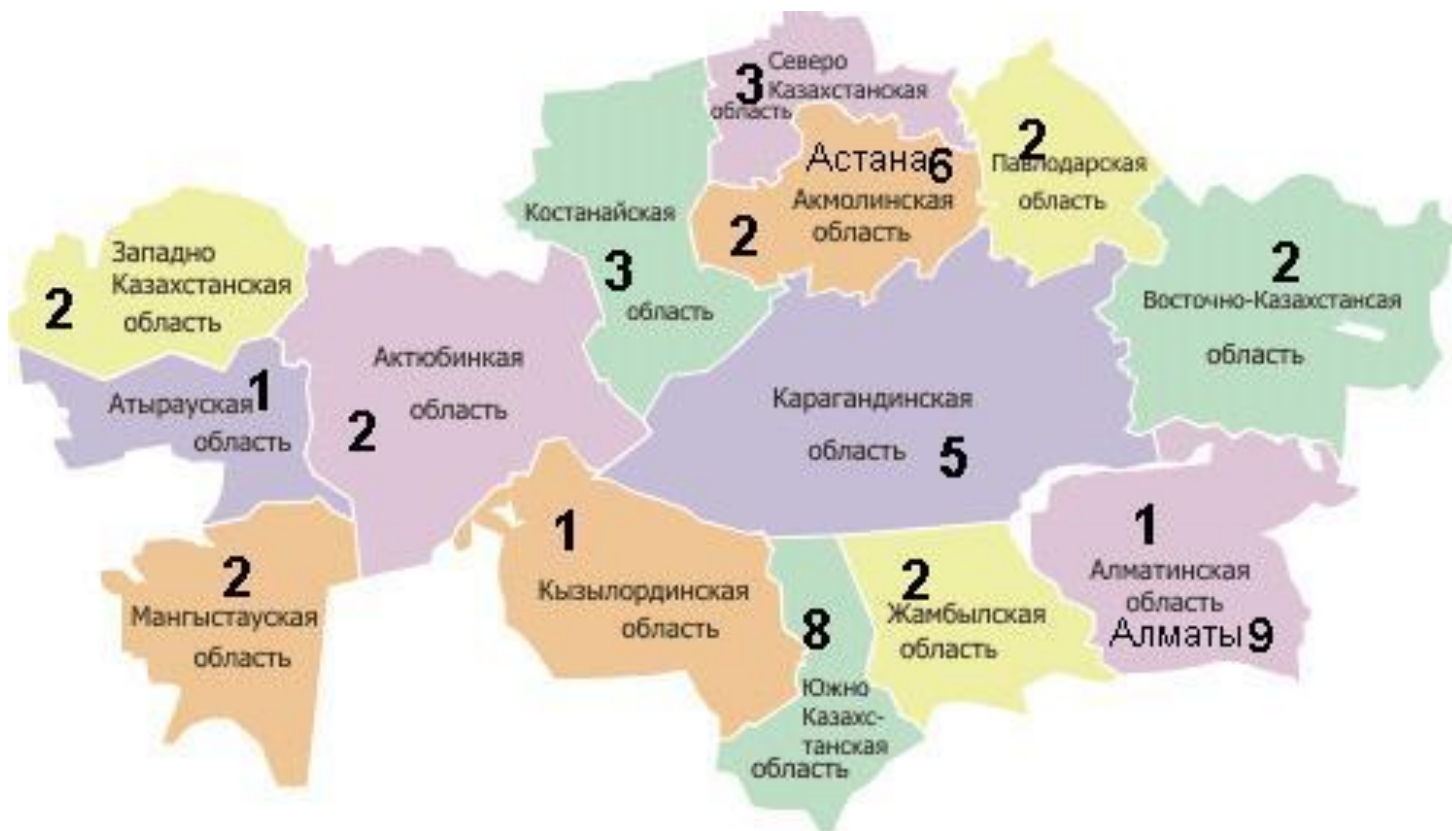 Северо
3 Казахстанская
область
Астана 6
2
Павлодарская
область
Акмолинская
2 область
Костанайская
3
область
Западно
Казахстанская
2 область
2
Восточно-Казахстансая
область
Актюбинкая
область
2
Атырауская 1
область
Карагандинская
область 5
2
Мангыстауская
область
1
Кызылординская
область
8
Южно
Казахс-
танская
область
2
Жамбылская
область
1
Алматинская
область
Алматы 9